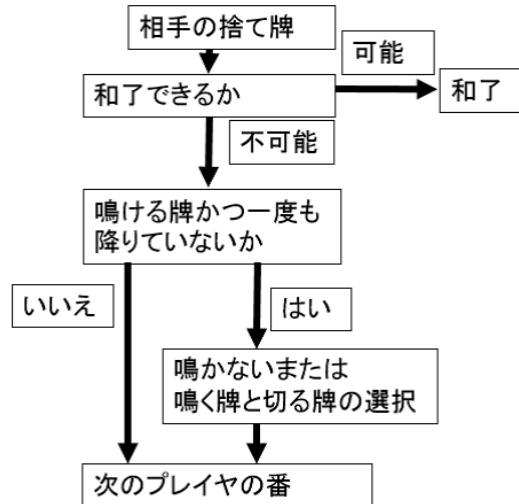 相手の捨て牌
可能
和了できるか
和了
不可能
鳴ける牌かつ一度も
降りていないか
いいえ
はい
鳴かないまたは
鳴く牌と切る牌の選択
次のプレイヤの番